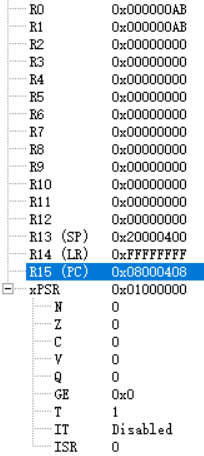 R0 0x000000AB
R1 0x000000AB
R2 0x00000000
R3 0x00000000
R4 0x00000000
R5 0x00000000
R6 0x00000000
R7 0x00000000
R8 0x00000000
R9 0x00000000
R10 0x00000000
R11 0x00000000
R12 0x00000000
R13 (SP) 0x20000400
R14 (LR) 0xFFFFFFFF
R15 (PC) 0x08000408
xPSR 0x01000000
N 0
Z 0
C 0
V 0
Q 0
GE 0x0
T 1
IT Disabled
ISR 0